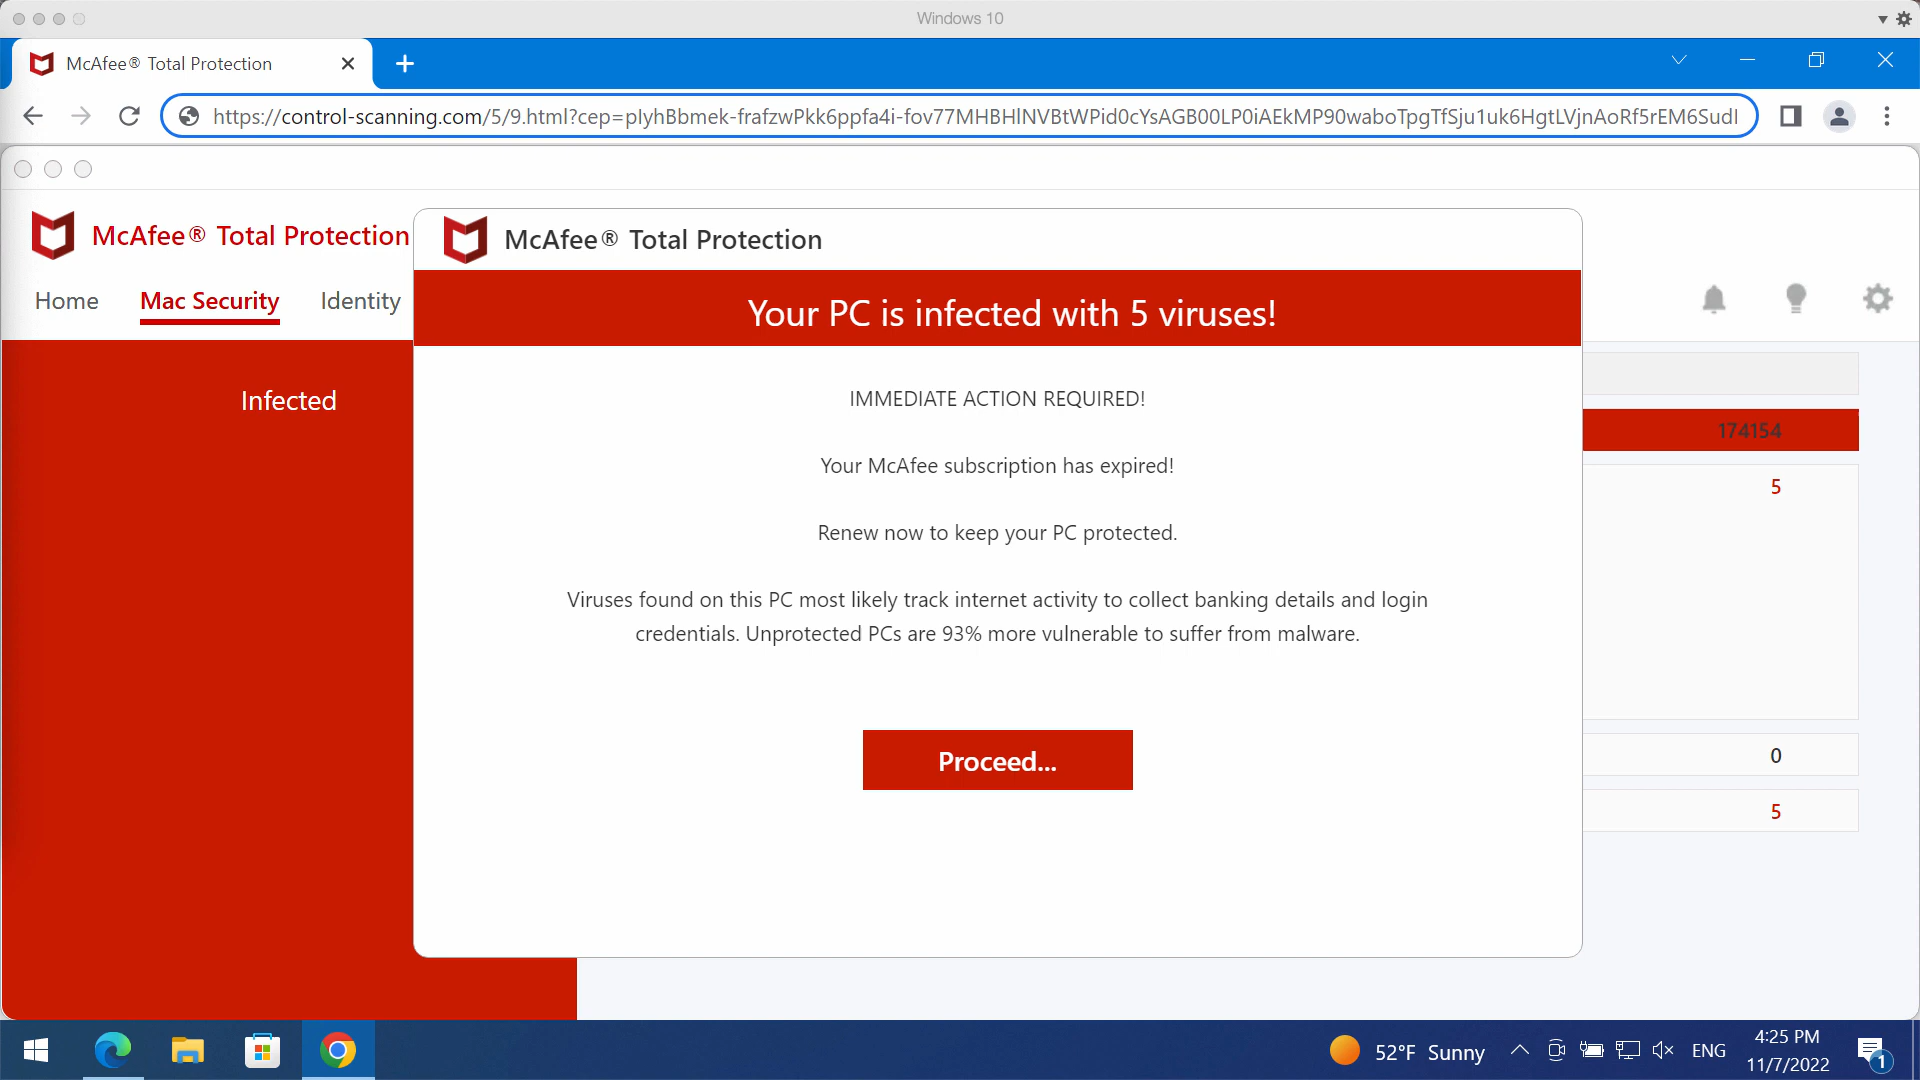 Windows 10
McAfee® Total Protection
https://control-scanning.com/5/9.html?cep=pIyhBbmek-frafzwPkk6ppfa4i-fov77MHBHlNVBtWPid0cYsAGB00LP0iAEkMP90waboTpgTfSju1uk6HgtLVjnAoRf5rEM6SudI
McAfee® Total Protection
McAfee® Total Protection
Home Mac Security Identity
Your PC is infected with 5 viruses!
Infected
IMMEDIATE ACTION REQUIRED!
174154
Your McAfee subscription has expired!
5
Renew now to keep your PC protected.
Viruses found on this PC most likely track internet activity to collect banking details and login
credentials. Unprotected PCs are 93% more vulnerable to suffer from malware.
Proceed...
0
5
52°F Sunny
ENG
4:25 PM
11/7/2022
1